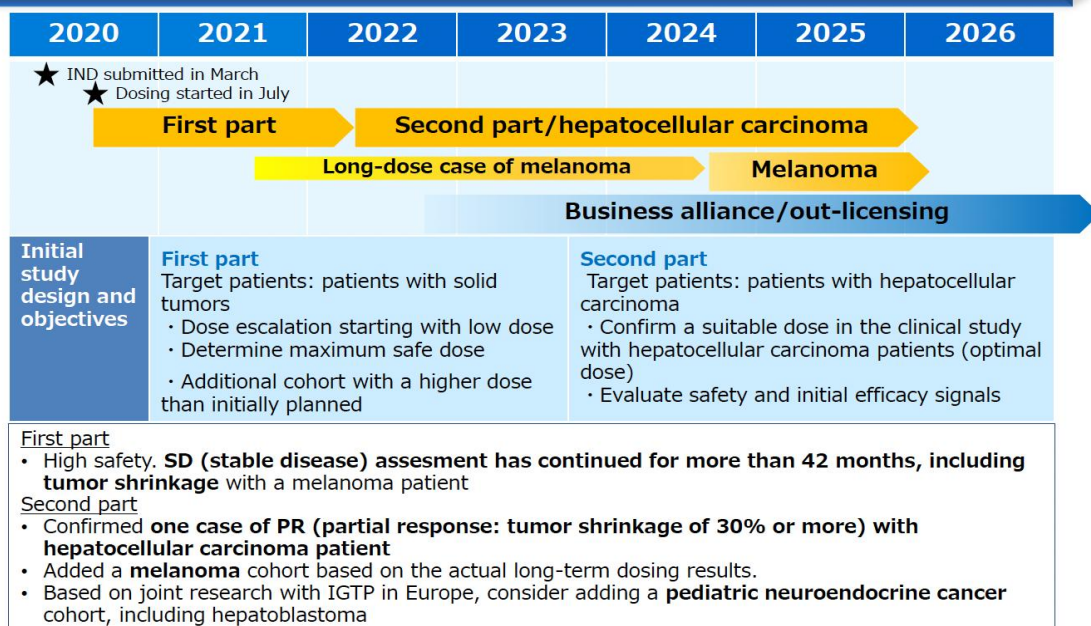 2020 2021 2022 2023 2024 2025 2026
★ IND submitted in March
★ Dosing started in July
First part
Second part/hepatocellular carcinoma
Long-dose case of melanoma
Melanoma
Business alliance/out-licensing
Initial
study
design and
objectives
First part
Target patients: patients with solid
tumors
・Dose escalation starting with low dose
・Determine maximum safe dose
・Additional cohort with a higher dose
than initially planned
Second part
Target patients: patients with hepatocellular
carcinoma
・Confirm a suitable dose in the clinical study
with hepatocellular carcinoma patients (optimal
dose)
・Evaluate safety and initial efficacy signals
First part
• High safety. SD (stable disease) assesment has continued for more than 42 months, including
tumor shrinkage with a melanoma patient
Second part
• Confirmed one case of PR (partial response: tumor shrinkage of 30% or more) with
hepatocellular carcinoma patient
• Added a melanoma cohort based on the actual long-term dosing results.
• Based on joint research with IGTP in Europe, consider adding a pediatric neuroendocrine cancer
cohort, including hepatoblastoma